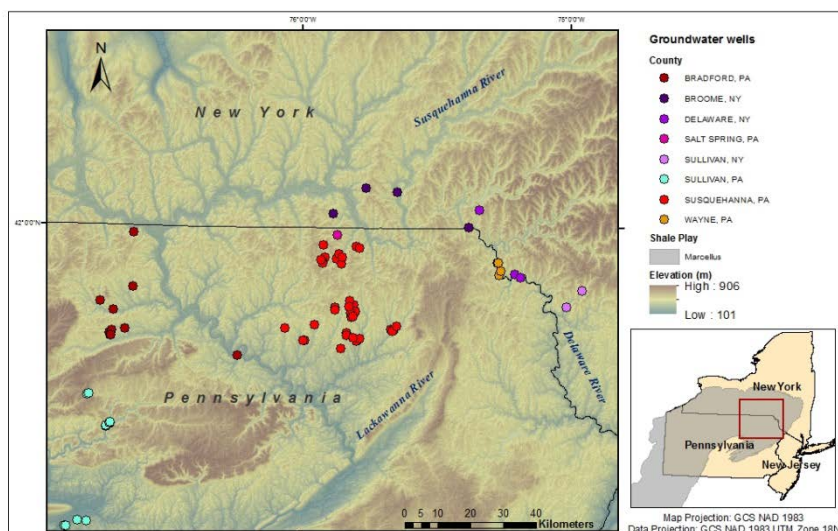 76°0'0"W
75°0'0"W
N
New York
Susquehanna River
42°0'0"N
Pennsylvania
Lackawanna River
Delaware River
0 5 10 20 30 40
Kilometers
Groundwater wells
County
BRADFORD, PA
BROOME, NY
DELAWARE, NY
SALT SPRING, PA
SULLIVAN, NY
SULLIVAN, PA
SUSQUEHANNA, PA
WAYNE, PA
Shale Play
Marcellus
Elevation (m)
High : 906
Low : 101
New York
Pennsylvania
New Jersey
Map Projection: GCS NAD 1983
Data Projection: GCS NAD 1983 UTM Zone 18N